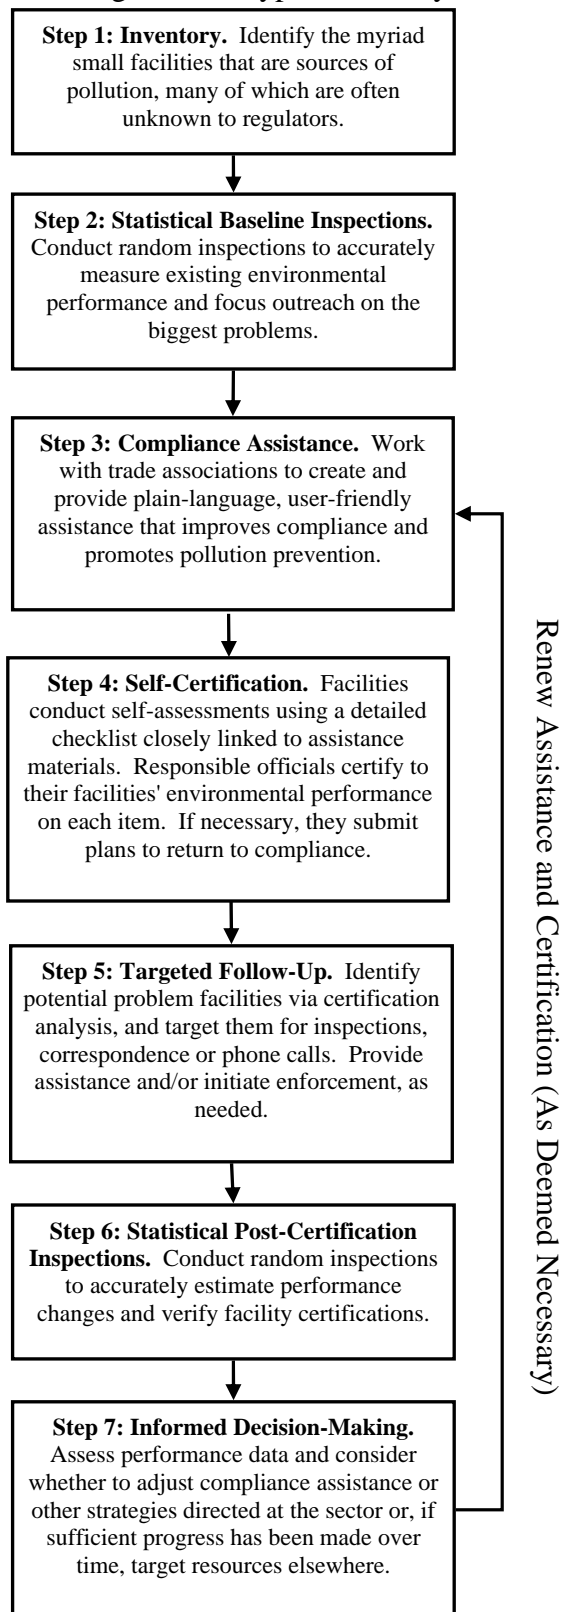 Step 1: Inventory.  Identify the myriad
small facilities that are sources of
pollution, many of which are often
unknown to regulators.
Step 2: Statistical Baseline Inspections.
Conduct random inspections to accurately
measure existing environmental
performance and focus outreach on the
biggest problems.
Step 3: Compliance Assistance.  Work
with trade associations to create and
provide plain-language, user-friendly
assistance that improves compliance and
promotes pollution prevention.
Step 4: Self-Certification.  Facilities
conduct self-assessments using a detailed
checklist closely linked to assistance
materials.  Responsible officials certify to
their facilities' environmental performance
on each item.  If necessary, they submit
plans to return to compliance.
Step 5: Targeted Follow-Up.  Identify
potential problem facilities via certification
analysis, and target them for inspections,
correspondence or phone calls.  Provide
assistance and/or initiate enforcement, as
needed.
Step 6: Statistical Post-Certification
Inspections.  Conduct random inspections
to accurately estimate performance
changes and verify facility certifications.
Step 7: Informed Decision-Making.
Assess performance data and consider
whether to adjust compliance assistance or
other strategies directed at the sector or, if
sufficient progress has been made over
time, target resources elsewhere.
Renew Assistance and Certification (As Deemed Necessary)